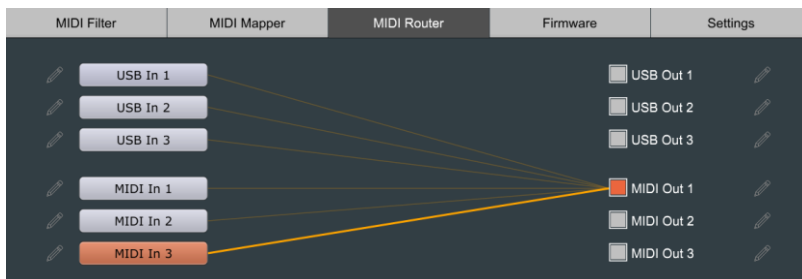 MIDI Filter MIDI Mapper MIDI Router Firmware Settings
USB In 1 USB Out 1
USB In 2 USB Out 2
USB In 3 USB Out 3
MIDI In 1 MIDI Out 1
MIDI In 2 MIDI Out 2
MIDI In 3 MIDI Out 3